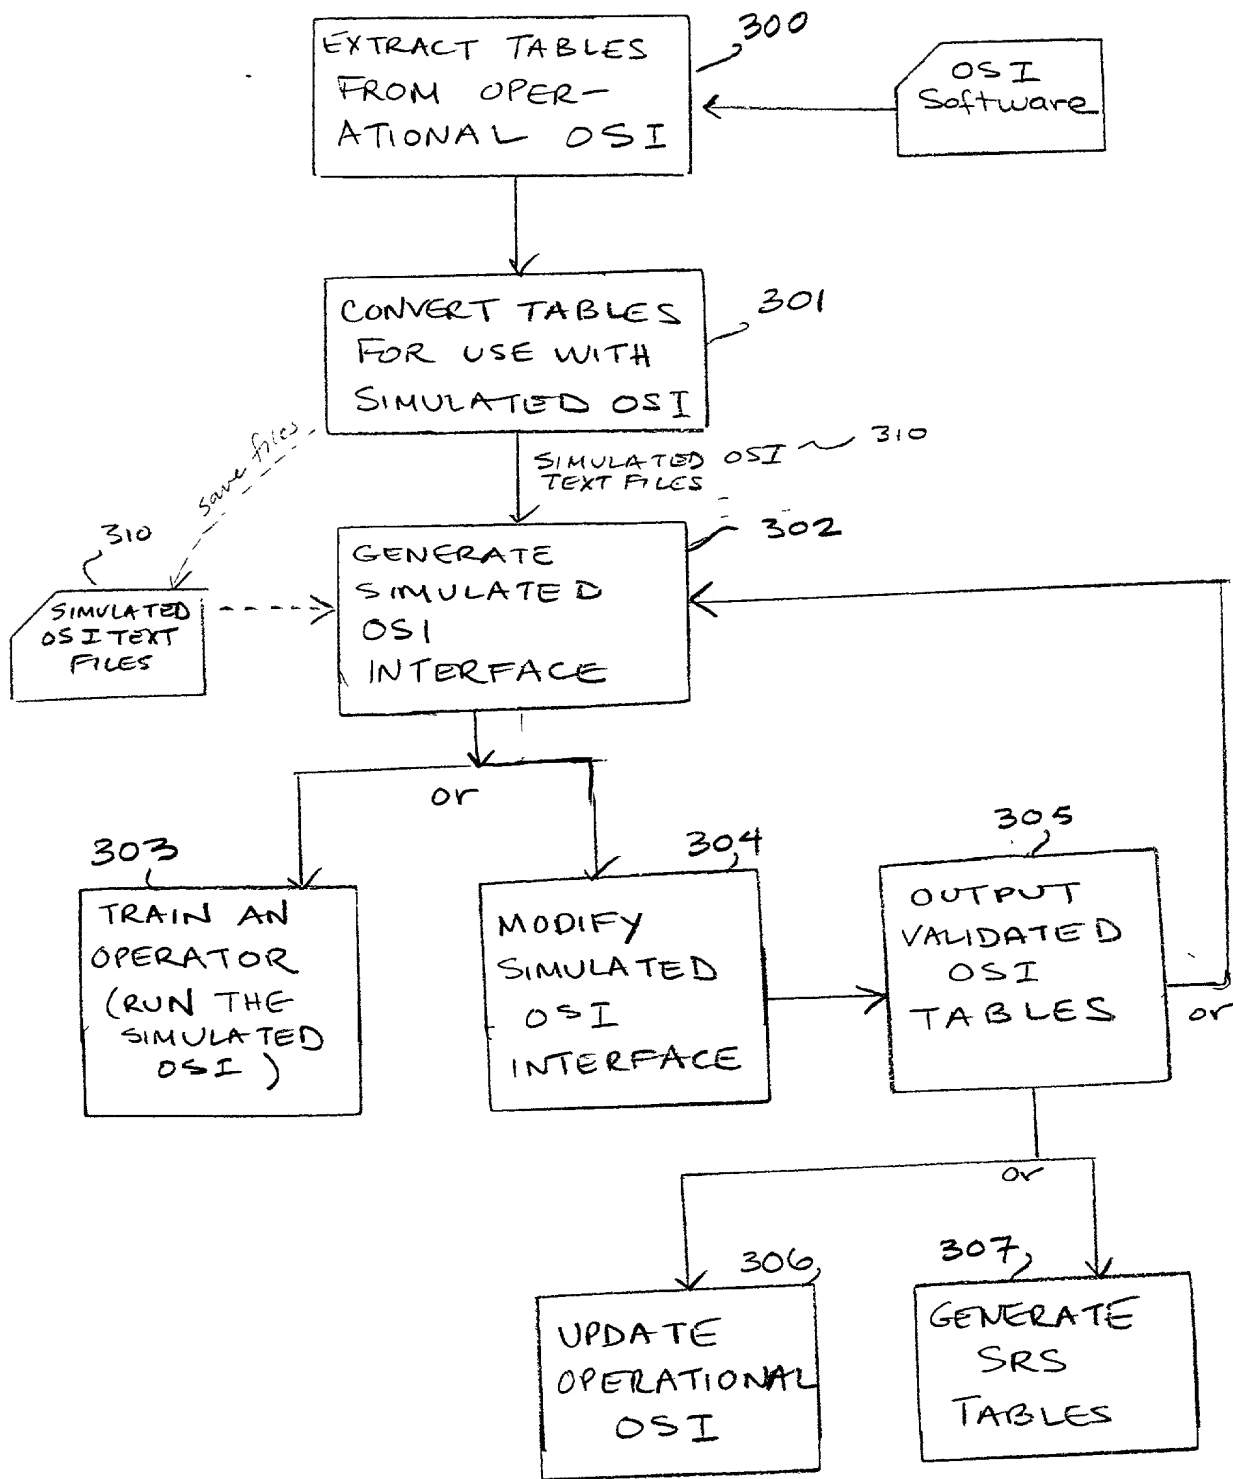 300
EXTRACT TABLES
FROM OPER-
ATIONAL OSI
OSI
Software
301
CONVERT TABLES
FOR USE WITH
SIMULATED OSI
save files
SIMULATED OSI 310
TEXT FILES
302
310
GENERATE
SIMULATED
OSI
INTERFACE
SIMULATED
OSI TEXT
FILES
or
303
304
305
TRAIN AN
OPERATOR
(RUN THE
SIMULATED
OSI)
MODIFY
SIMULATED
OSI
INTERFACE
OUTPUT
VALIDATED
OSI
TABLES
or
or
306
307
UPDATE
OPERATIONAL
OSI
GENERATE
SRS
TABLES